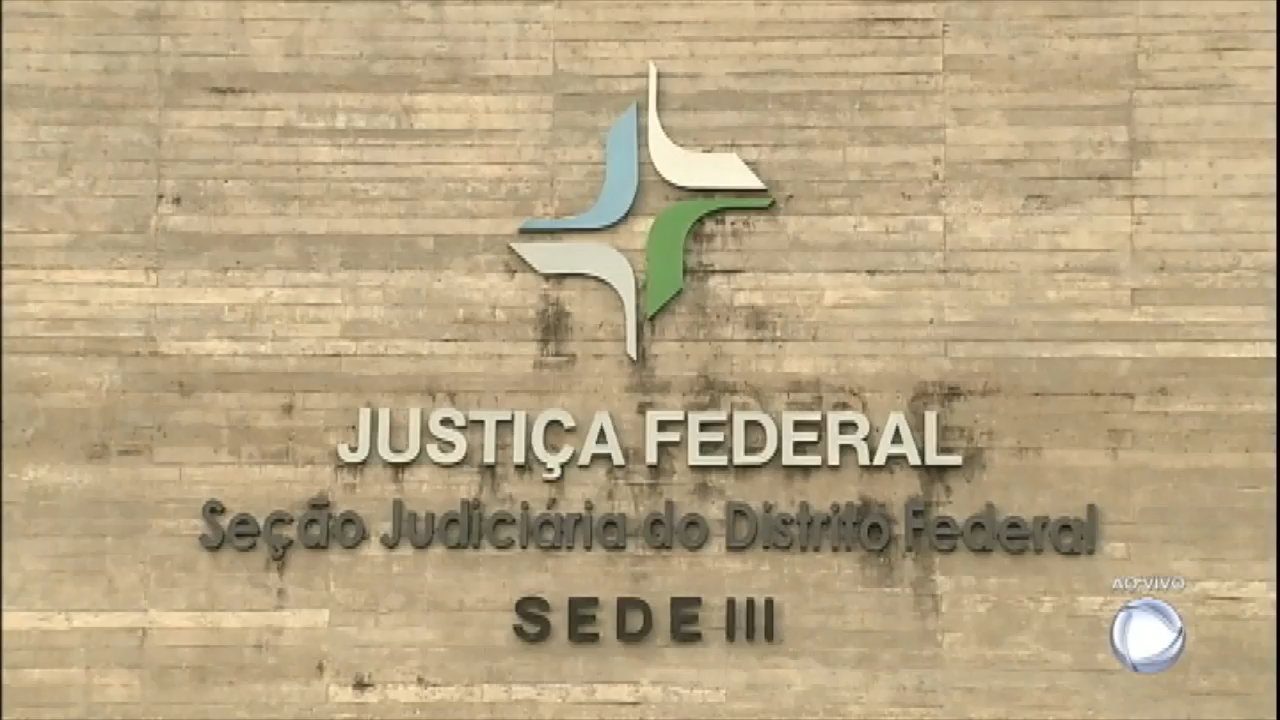 JUSTIÇA FEDERAL
Seção Judiciária do Distrito Federal
SEDE III
AO VIVO